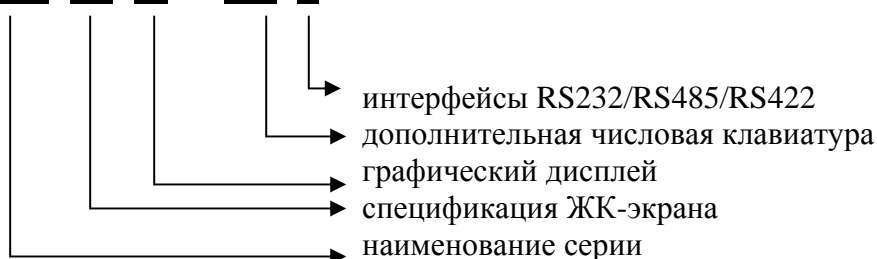 интерфейсы RS232/RS485/RS422
дополнительная числовая клавиатура
графический дисплей
спецификация ЖК-экрана
наименование серии